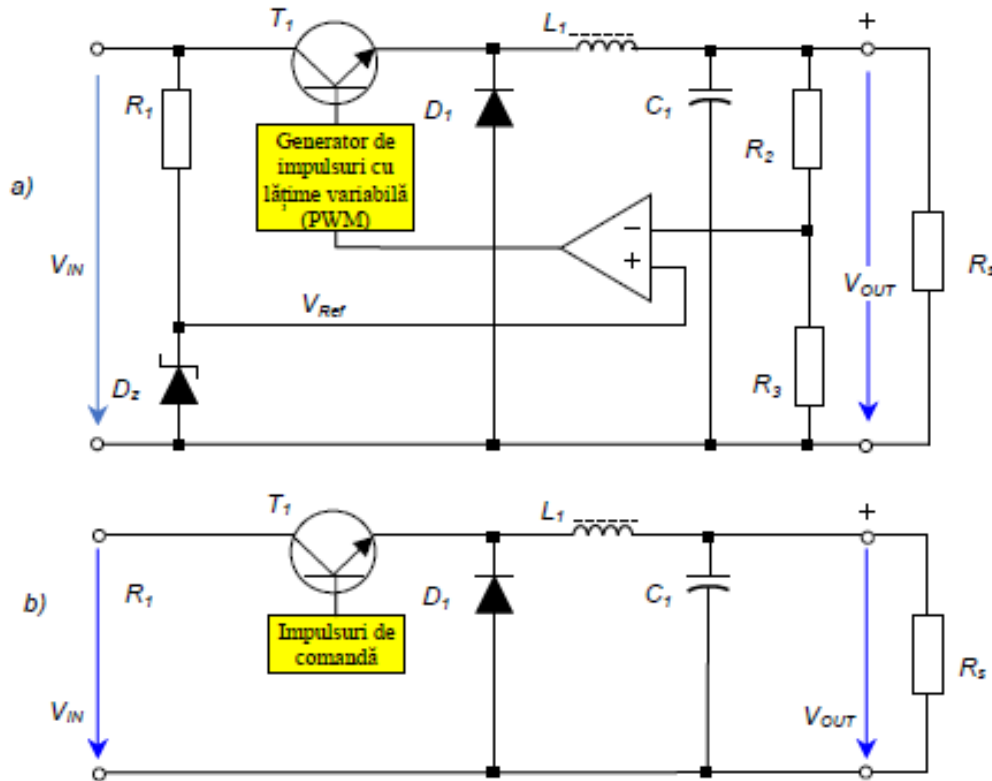 T1
L1
+
R1
D1
C1
R2
Generator de
impulsuri cu
lățime variabilă
(PWM)
a)
−
+
VIN
VOUT
VRef
Dz
R3
T1
L1
+
b)
R1
D1
C1
Impulsuri de
comandă
Rs
VIN
VOUT